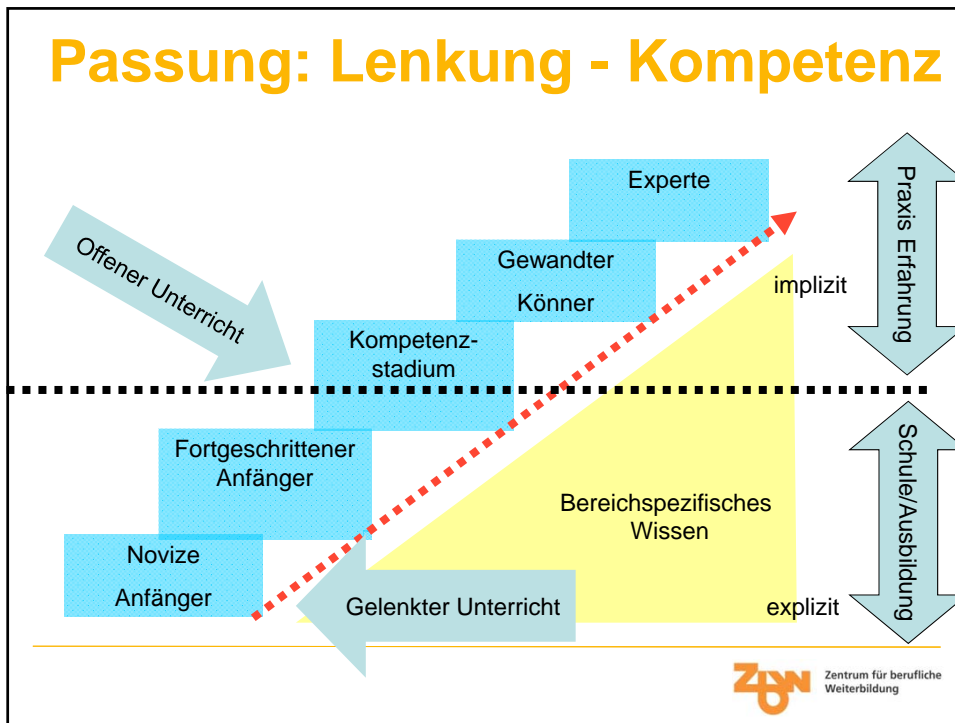 Passung: Lenkung - Kompetenz
Experte
Praxis Erfahrung
Offener Unterricht
Gewandter
Könner
implizit
Kompetenz-
stadium
Fortgeschrittener
Anfänger
Schule/Ausbildung
Bereichspezifisches
Wissen
Novize
Anfänger
Gelenkter Unterricht
explizit
ZbW
Zentrum für berufliche
Weiterbildung